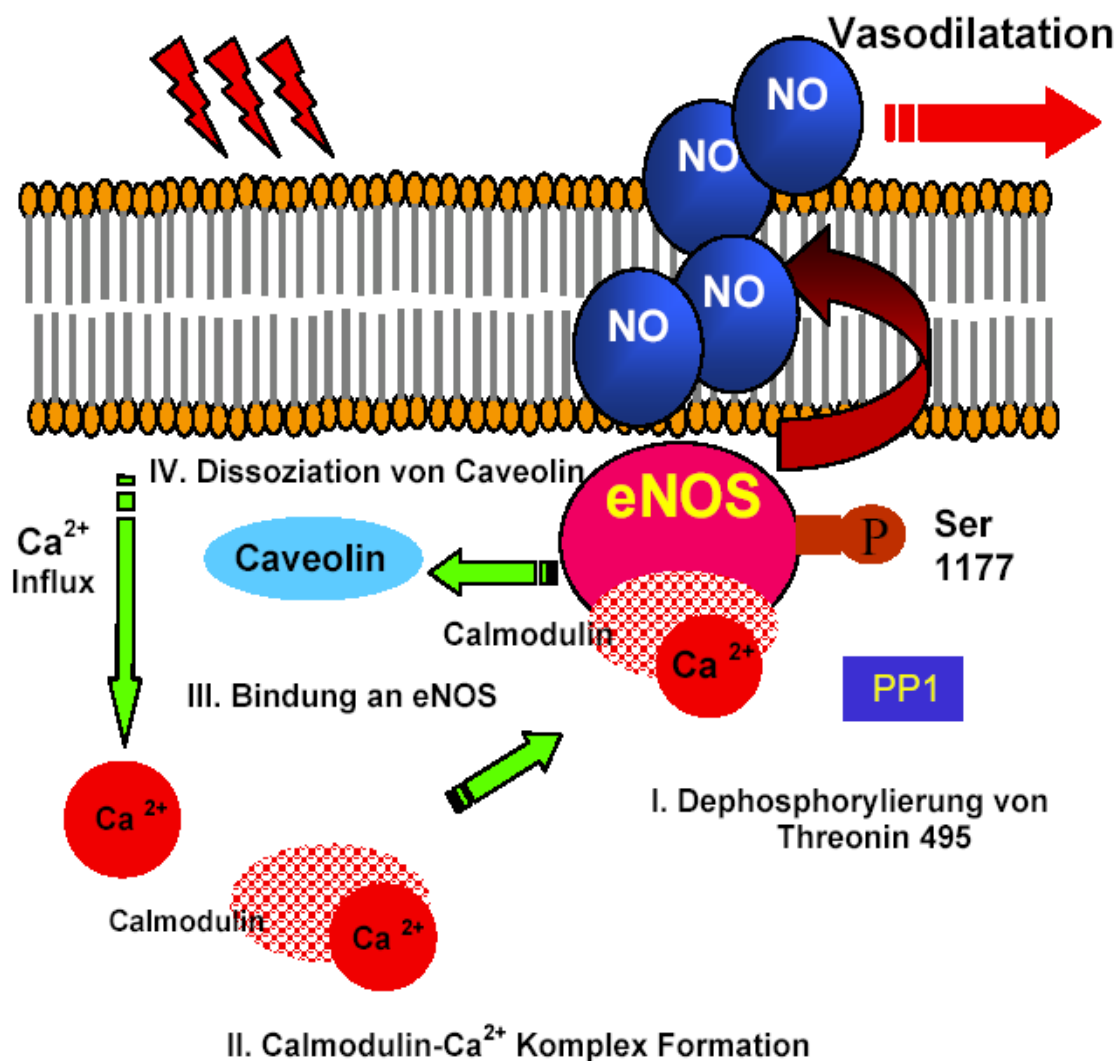 Vasodilatation
NO
NO
NO
NO
IV. Dissoziation von Caveolin
eNOS
Ca²⁺
Influx
Caveolin
P
Ser
1177
Calmodulin
Ca ²⁺
PP1
III. Bindung an eNOS
I. Dephosphorylierung von
Threonin 495
Ca ²⁺
Calmodulin
Ca ²⁺
II. Calmodulin-Ca²⁺ Komplex Formation